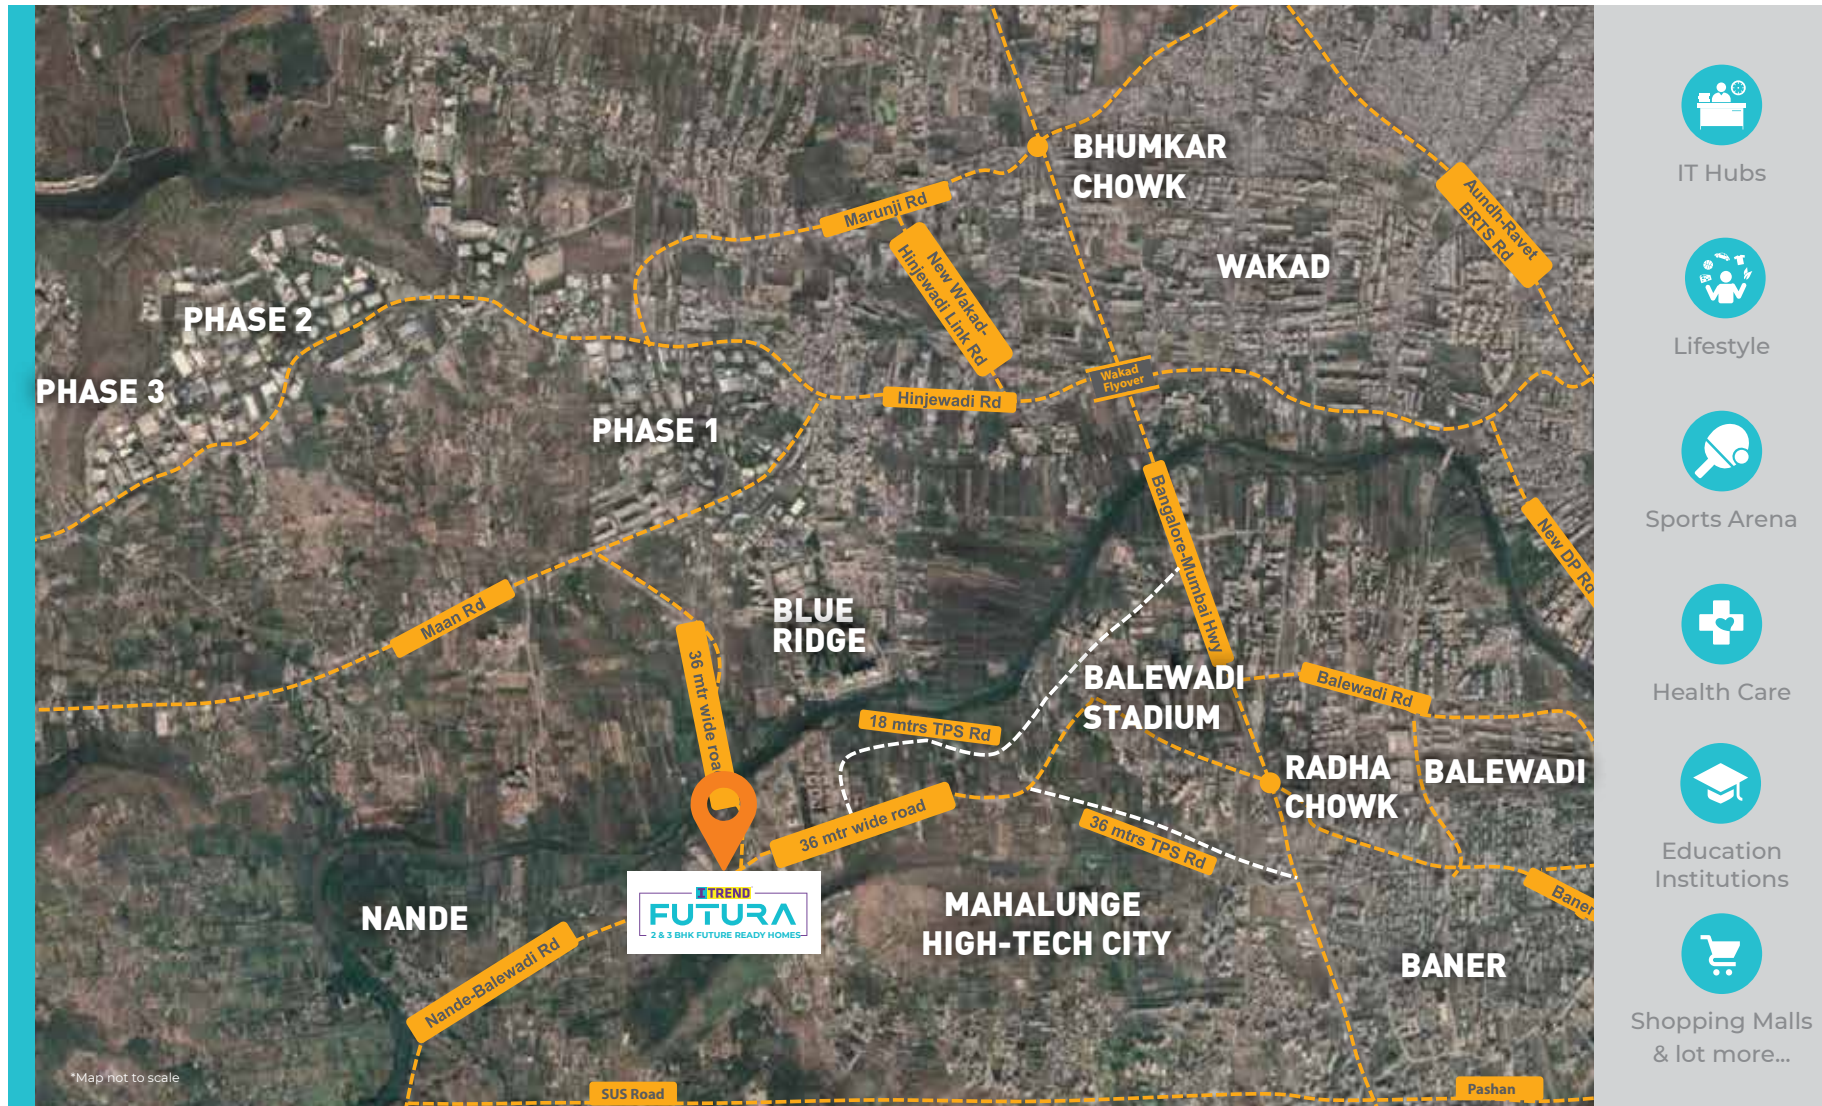 BHUMKAR
CHOWK
Marunji Rd
New Wakad-
Hinjewadi Link Rd
Aundh-Ravet
BRTS Rd
WAKAD
PHASE 2
PHASE 3
PHASE 1
Wakad
Flyover
Hinjewadi Rd
Bangalore-Mumbai Hwy
New DP Rd
Maan Rd
BLUE
RIDGE
36 mtr wide roa
BALEWADI
STADIUM
Balewadi Rd
18 mtrs TPS Rd
RADHA
CHOWK
BALEWADI
36 mtr wide road
36 mtrs TPS Rd
TREND
FUTURA
2 & 3 BHK FUTURE READY HOMES
NANDE
Nande-Balewadi Rd
MAHALUNGE
HIGH-TECH CITY
Baner
BANER
*Map not to scale
SUS Road
Pashan
IT Hubs
Lifestyle
Sports Arena
Health Care
Education
Institutions
Shopping Malls
& lot more...